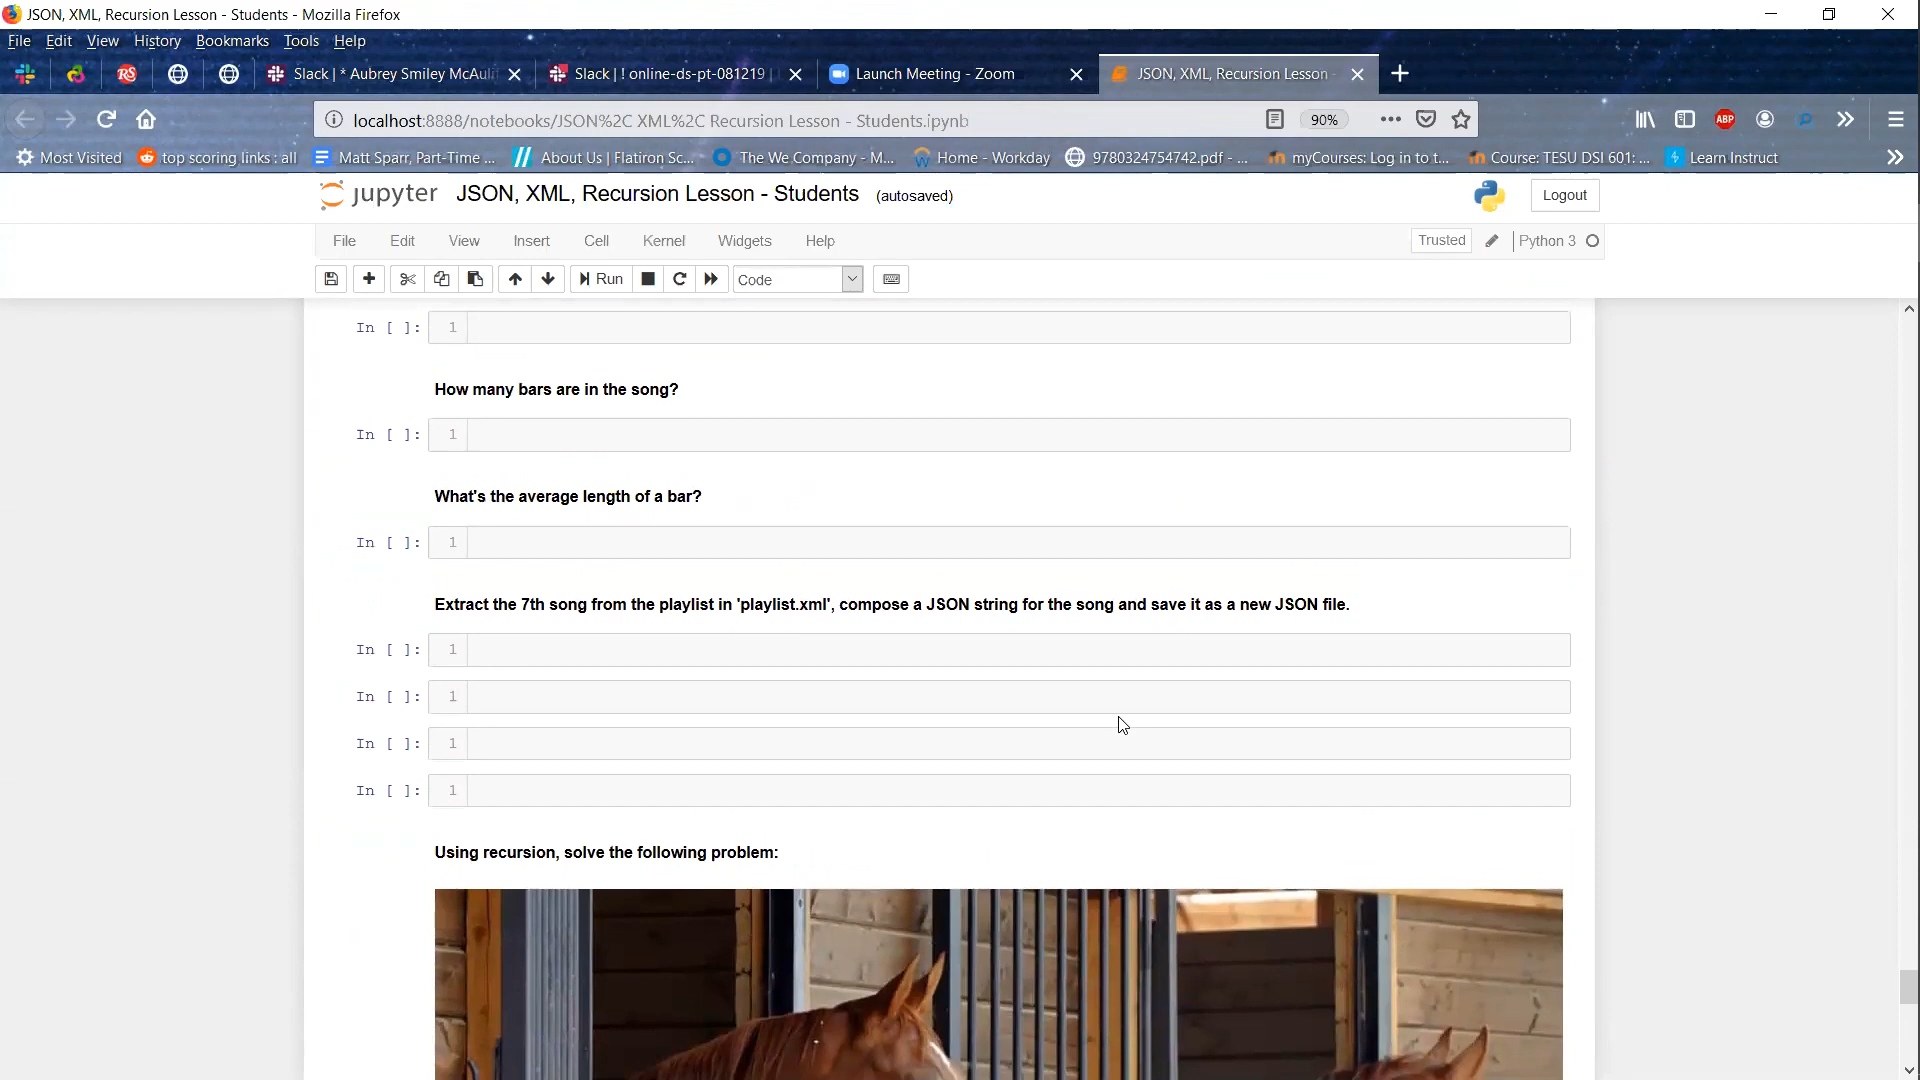 JSON, XML, Recursion Lesson - Students - Mozilla Firefox
File Edit View History Bookmarks Tools Help
RS Slack | * Aubrey Smiley McAuli Slack | ! online-ds-pt-081219 | Launch Meeting - Zoom JSON, XML, Recursion Lesson -
localhost:8888/notebooks/JSON%2C XML%2C Recursion Lesson - Students.ipynb 90% ABP
Most Visited top scoring links : all Matt Sparr, Part-Time ... About Us | Flatiron Sc... The We Company - M... Home - Workday 9780324754742.pdf - ... myCourses: Log in to t... Course: TESU DSI 601: ... Learn Instruct
jupyter JSON, XML, Recursion Lesson - Students (autosaved) Logout
File Edit View Insert Cell Kernel Widgets Help Trusted Python 3
Run Code
In [ ]: 1
How many bars are in the song?
In [ ]: 1
What's the average length of a bar?
In [ ]: 1
Extract the 7th song from the playlist in 'playlist.xml', compose a JSON string for the song and save it as a new JSON file.
In [ ]: 1
In [ ]: 1
In [ ]: 1
In [ ]: 1
Using recursion, solve the following problem: